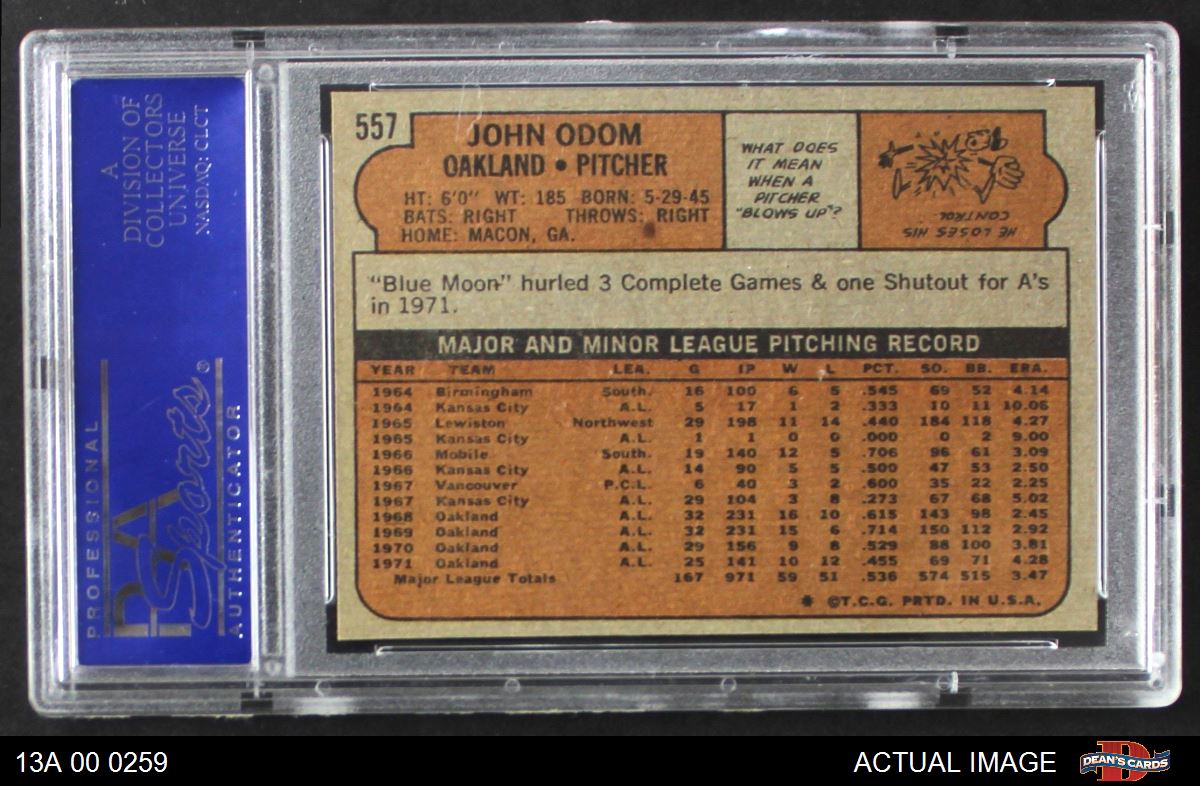 A
DIVISION OF
COLLECTORS
UNIVERSE
NASDAQ: CLCT
PROFESSIONAL
PSA
Sports®
AUTHENTICATOR
557
JOHN ODOM
OAKLAND • PITCHER
HT: 6'0" WT: 185 BORN: 5-29-45
BATS: RIGHT THROWS: RIGHT
HOME: MACON, GA.
WHAT DOES
IT MEAN
WHEN A
PITCHER
"BLOWS UP"?
HE LOSES HIS
CONTROL
"Blue Moon" hurled 3 Complete Games & one Shutout for A's
in 1971.
MAJOR AND MINOR LEAGUE PITCHING RECORD
YEAR TEAM LEA. G IP W L PCT. SO. BB. ERA.
1964 Birmingham South. 16 100 6 5 .545 69 52 4.14
1964 Kansas City A.L. 5 17 1 2 .333 10 11 10.06
1965 Lewiston Northwest 29 198 11 14 .440 184 118 4.27
1965 Kansas City A.L. 1 1 0 0 .000 0 2 9.00
1966 Mobile South. 19 140 12 5 .706 96 61 3.09
1966 Kansas City A.L. 14 90 5 5 .500 47 53 2.50
1967 Vancouver P.C.L. 6 40 3 2 .600 35 22 2.25
1967 Kansas City A.L. 29 104 3 8 .273 67 68 5.02
1968 Oakland A.L. 32 231 16 10 .615 143 98 2.45
1969 Oakland A.L. 32 231 15 6 .714 150 112 2.92
1970 Oakland A.L. 29 156 9 8 .529 88 100 3.81
1971 Oakland A.L. 25 141 10 12 .455 69 71 4.28
Major League Totals 167 971 59 51 .536 574 515 3.47
* ©T.C.G. PRTD. IN U.S.A.
13A 00 0259
ACTUAL IMAGE
DEAN'S CARDS